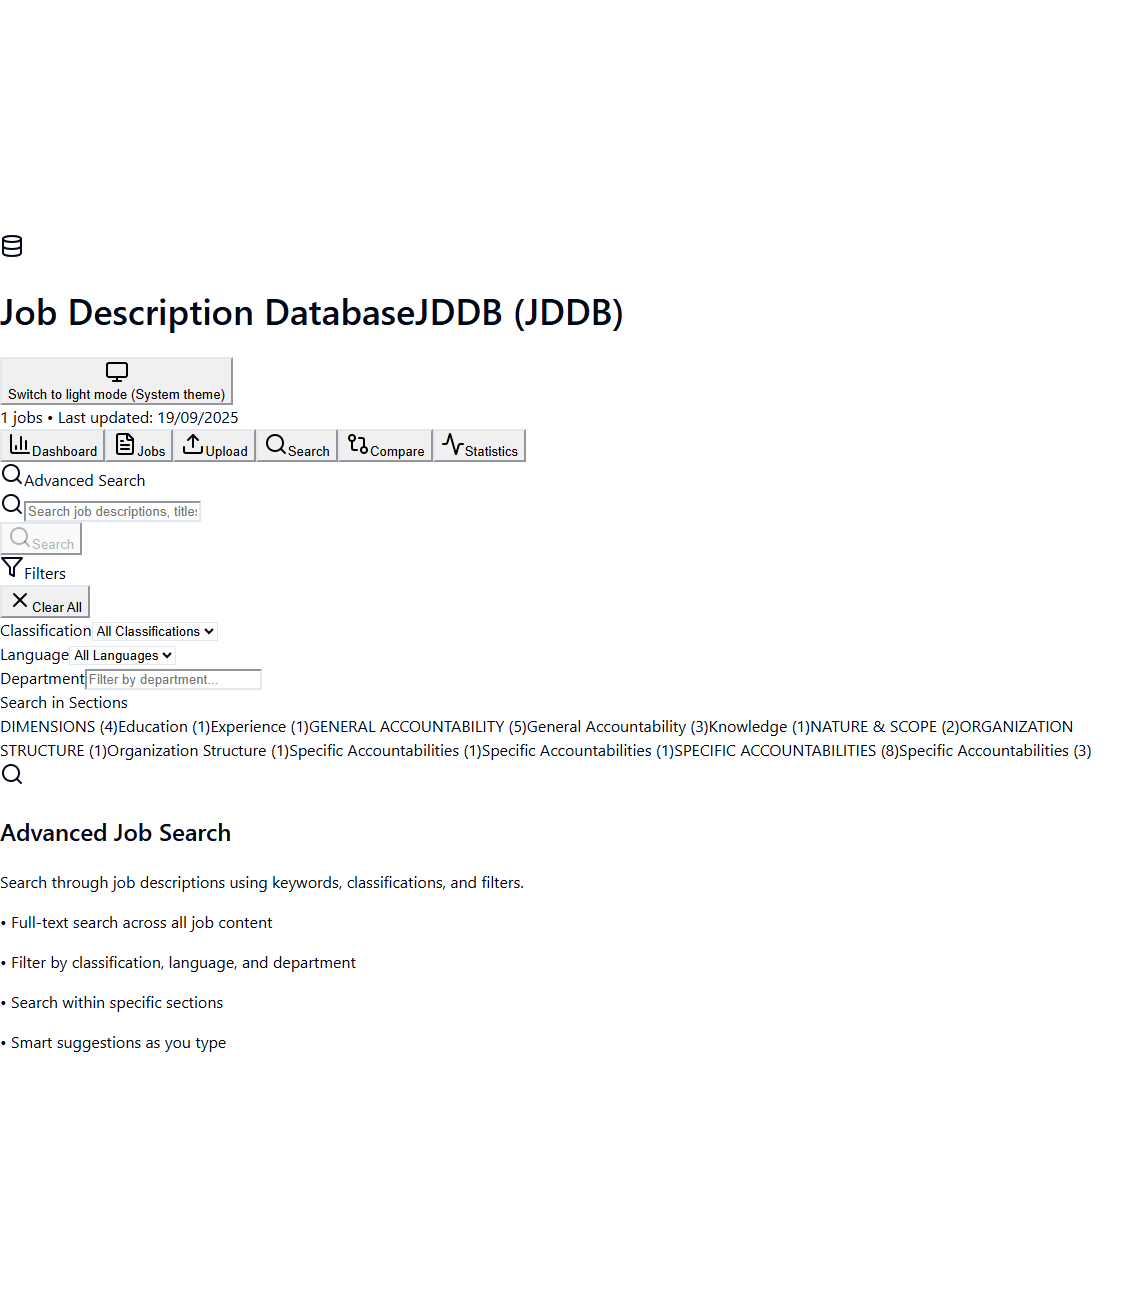 Job Description DatabaseJDDB (JDDB)
Switch to light mode (System theme)
1 jobs • Last updated: 19/09/2025
Dashboard Jobs Upload Search Compare Statistics
Advanced Search
Search job descriptions, titles
Search
Filters
Clear All
Classification All Classifications
Language All Languages
Department Filter by department...
Search in Sections
DIMENSIONS (4)Education (1)Experience (1)GENERAL ACCOUNTABILITY (5)General Accountability (3)Knowledge (1)NATURE & SCOPE (2)ORGANIZATION
STRUCTURE (1)Organization Structure (1)Specific Accountabilities (1)Specific Accountabilities (1)SPECIFIC ACCOUNTABILITIES (8)Specific Accountabilities (3)
Advanced Job Search
Search through job descriptions using keywords, classifications, and filters.
• Full-text search across all job content
• Filter by classification, language, and department
• Search within specific sections
• Smart suggestions as you type